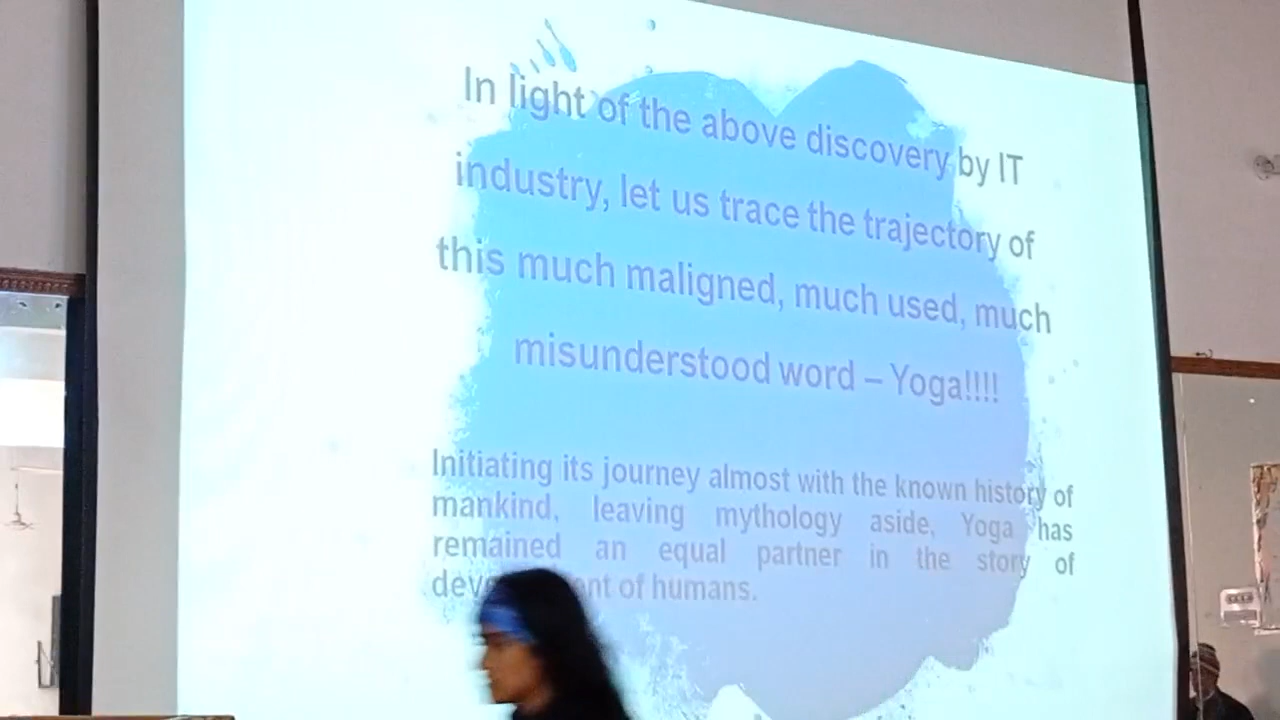 In light of the above discovery by IT
industry, let us trace the trajectory of
this much maligned, much used, much
misunderstood word – Yoga!!!!
Initiating its journey almost with the known history of
mankind, leaving mythology aside, Yoga has
remained an equal partner in the story of
of humans.